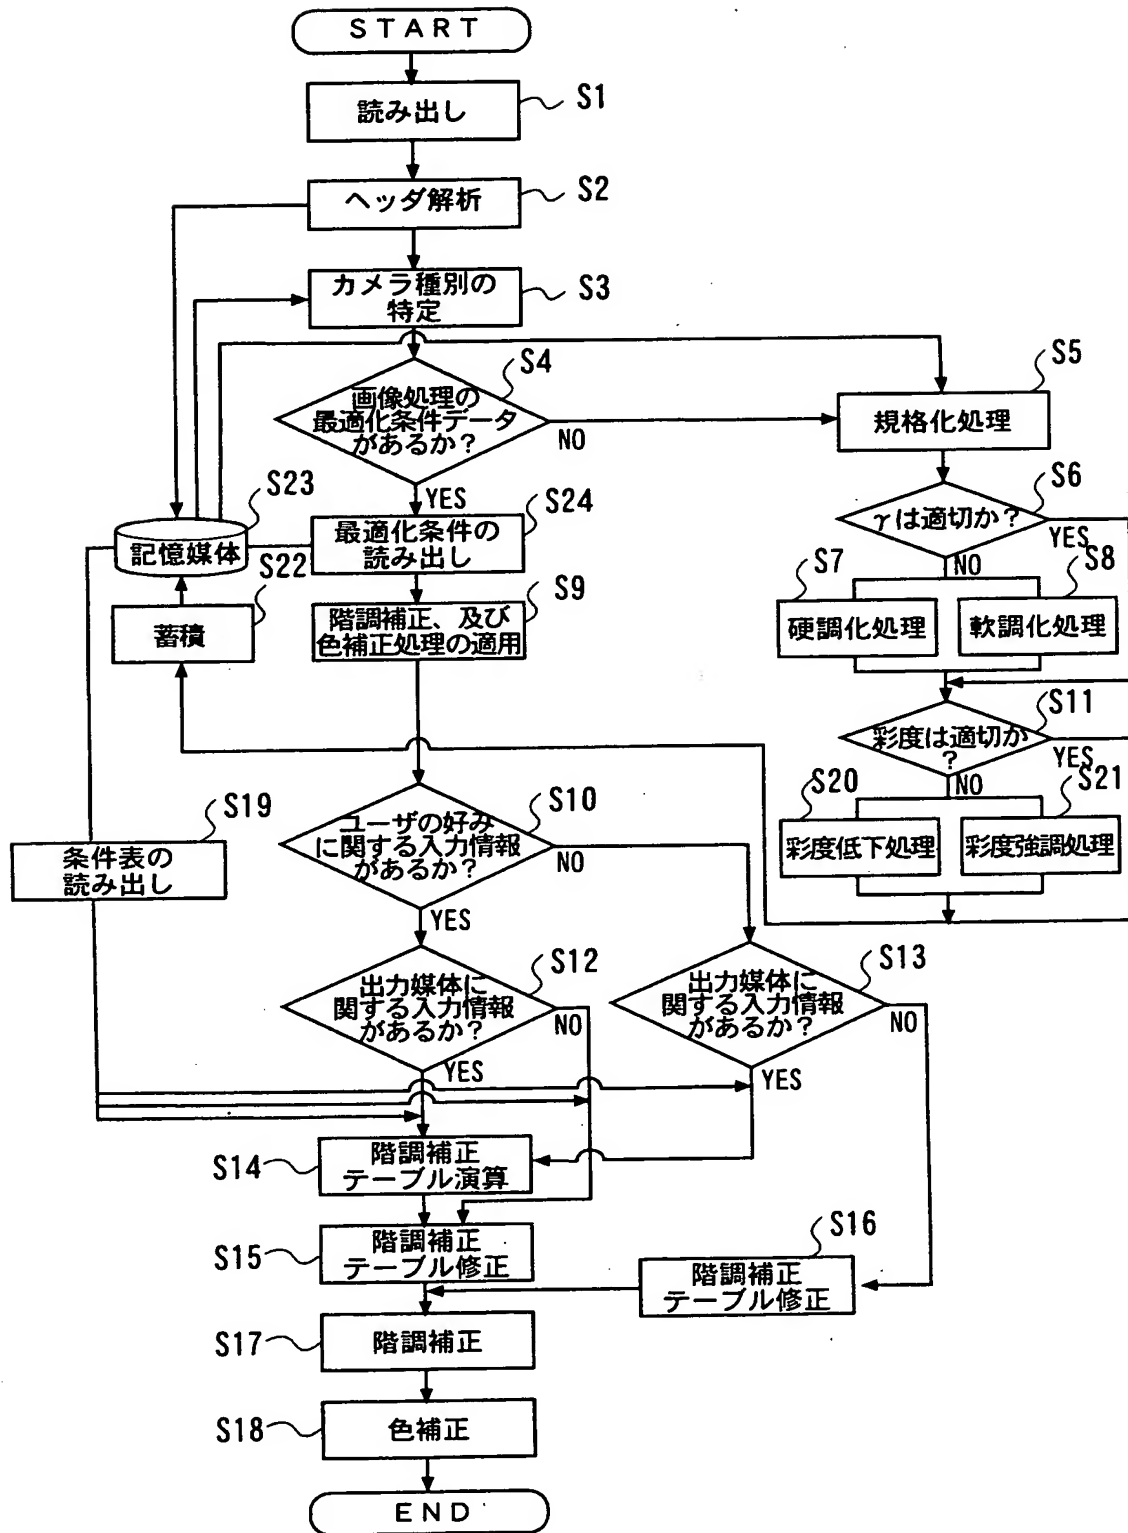 START
読み出し
S1
ヘッダ解析
S2
カメラ種別の
特定
S3
S4
画像処理の
最適化条件データ
があるか?
NO
YES
S5
規格化処理
S6
γは適切か?
YES
NO
S7
硬調化処理
S8
軟調化処理
S11
彩度は適切か
?
YES
NO
S20
彩度低下処理
S21
彩度強調処理
S23
記憶媒体
S24
最適化条件の
読み出し
S22
蓄積
S9
階調補正、及び
色補正処理の適用
S19
条件表の
読み出し
S10
ユーザの好み
に関する入力情報
があるか?
NO
YES
S12
出力媒体に
関する入力情報
があるか?
NO
YES
S13
出力媒体に
関する入力情報
があるか?
NO
YES
S14
階調補正
テーブル演算
S15
階調補正
テーブル修正
S16
階調補正
テーブル修正
S17
階調補正
S18
色補正
END